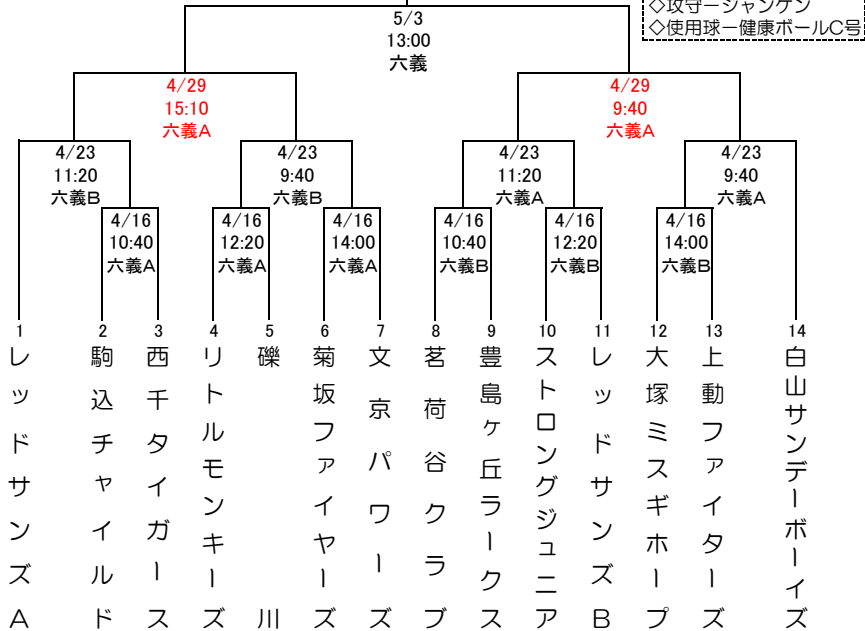 ◇攻守－ジャンケン
◇使用球－健康ボールC号
5/3
13:00
六義
4/29
15:10
六義A
4/29
9:40
六義A
4/23
11:20
六義B
4/23
9:40
六義B
4/23
11:20
六義A
4/23
9:40
六義A
4/16
10:40
六義A
4/16
12:20
六義A
4/16
14:00
六義A
4/16
10:40
六義B
4/16
12:20
六義B
4/16
14:00
六義B
1
レッドサンズA
2
駒込チャイルド
3
西千タイガース
4
リトルモンキーズ
5
礫川
6
菊坂ファイヤーズ
7
文京パワーズ
8
茗荷谷クラブ
9
豊島ヶ丘ラークス
10
ストロングジュニア
11
レッドサンズB
12
大塚ミスギホープ
13
上動ファイターズ
14
白山サンデーボーイズ